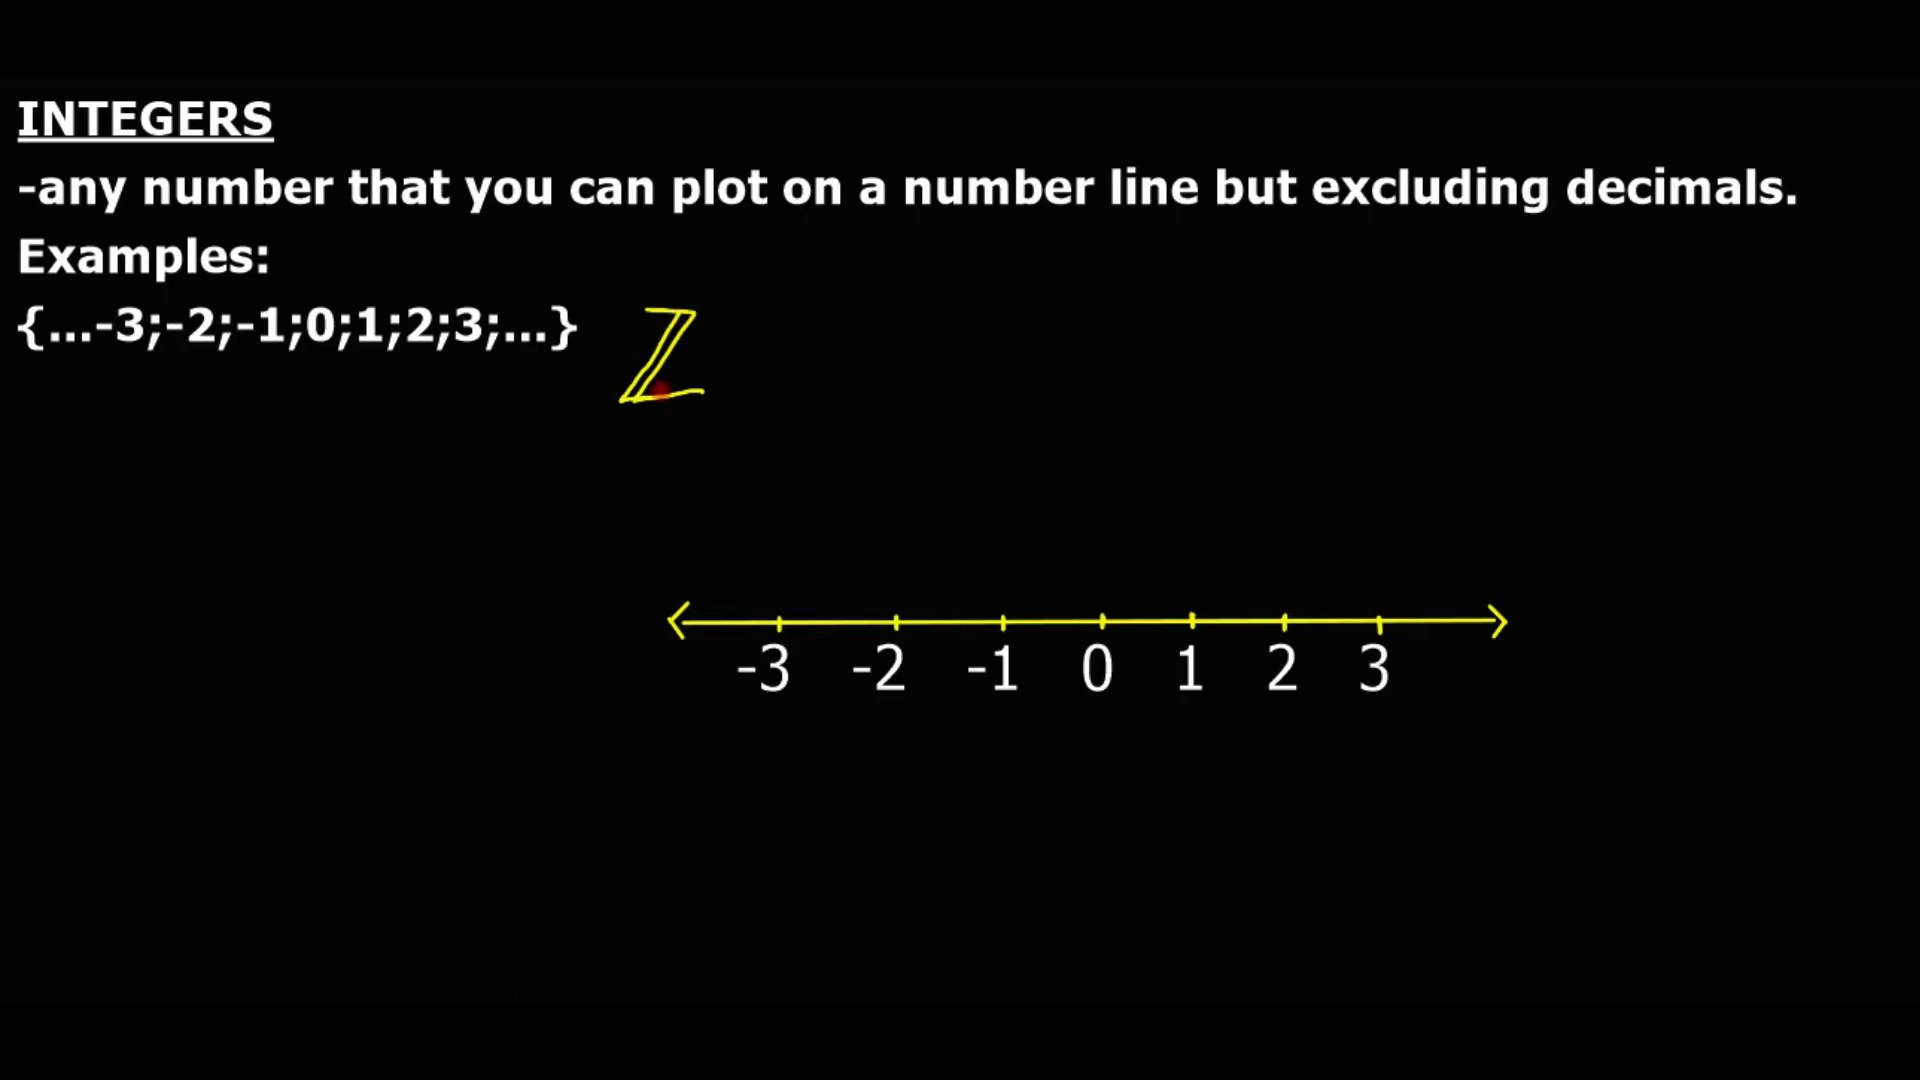 INTEGERS
-any number that you can plot on a number line but excluding decimals.
Examples:
{...-3;-2;-1;0;1;2;3;...} ℤ
-3 -2 -1 0 1 2 3